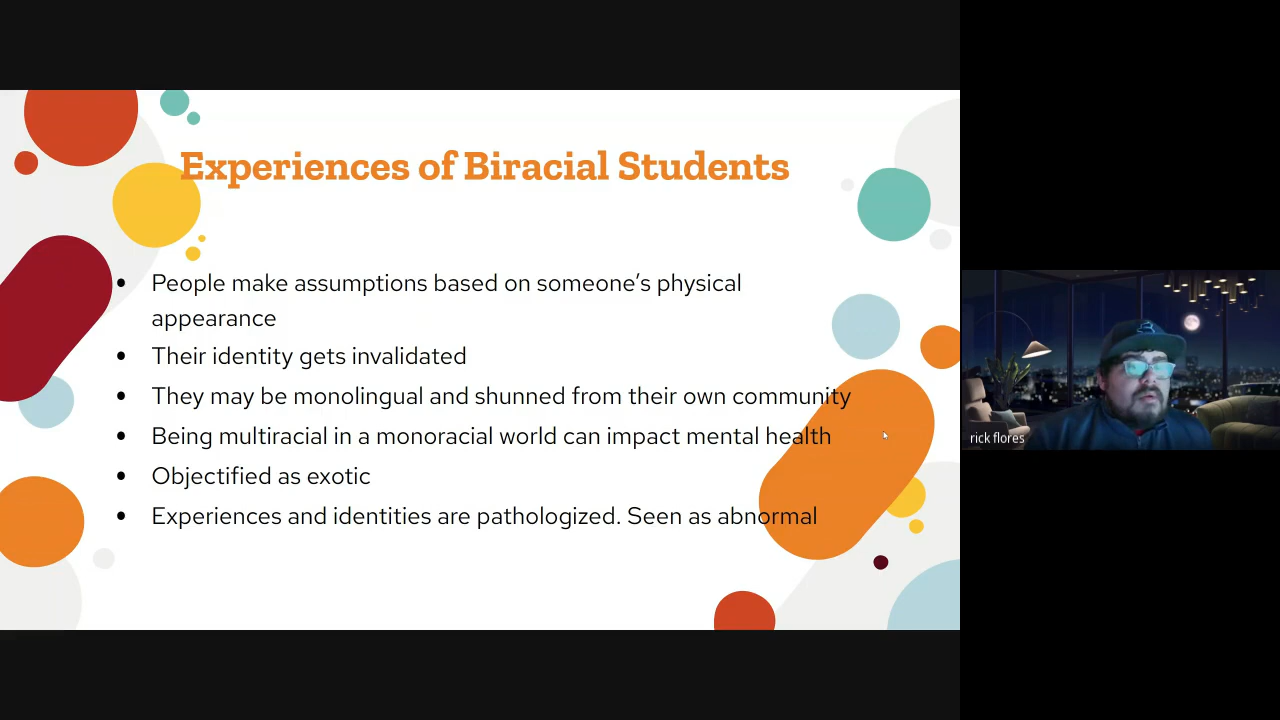 Experiences of Biracial Students
● People make assumptions based on someone’s physical
appearance
● Their identity gets invalidated
● They may be monolingual and shunned from their own community
● Being multiracial in a monoracial world can impact mental health
● Objectified as exotic
● Experiences and identities are pathologized. Seen as abnormal
rick flores